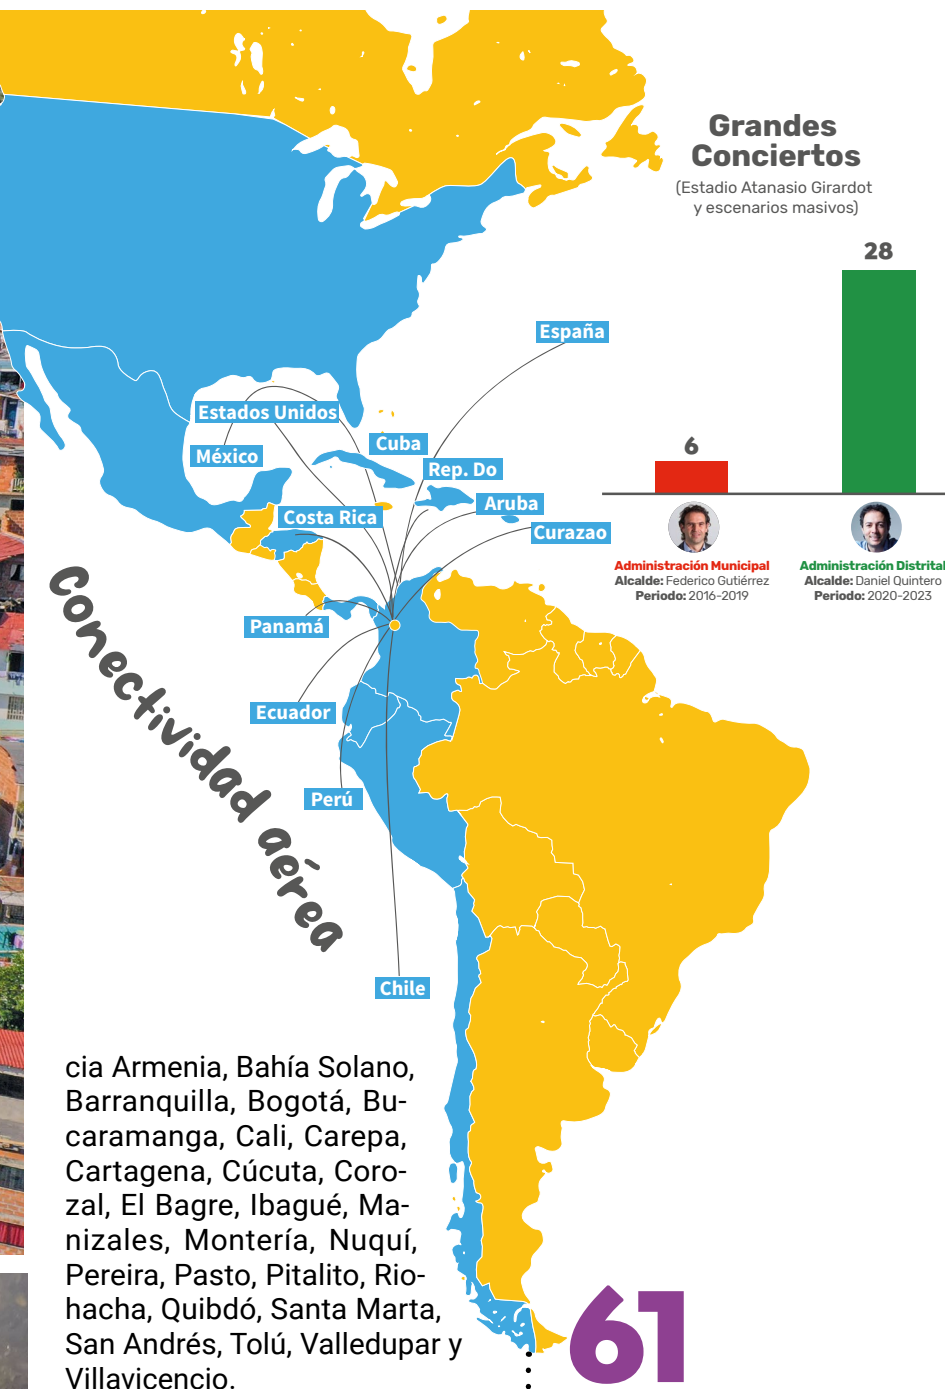 Grandes
Conciertos
(Estadio Atanasio Girardot
y escenarios masivos)
28
6
Administración Municipal
Alcalde: Federico Gutiérrez
Periodo: 2016-2019
Administración Distrital
Alcalde: Daniel Quintero
Periodo: 2020-2023
España
Estados Unidos
México
Cuba
Rep. Do
Aruba
Costa Rica
Curazao
Panamá
Ecuador
Perú
Chile
Conectividad aérea
cia Armenia, Bahía Solano,
Barranquilla, Bogotá, Bu-
caramanga, Cali, Carepa,
Cartagena, Cúcuta, Coro-
zal, El Bagre, Ibagué, Ma-
nizales, Montería, Nuquí,
Pereira, Pasto, Pitalito, Rio-
hacha, Quibdó, Santa Marta,
San Andrés, Tolú, Valledupar y
Villavicencio.
61